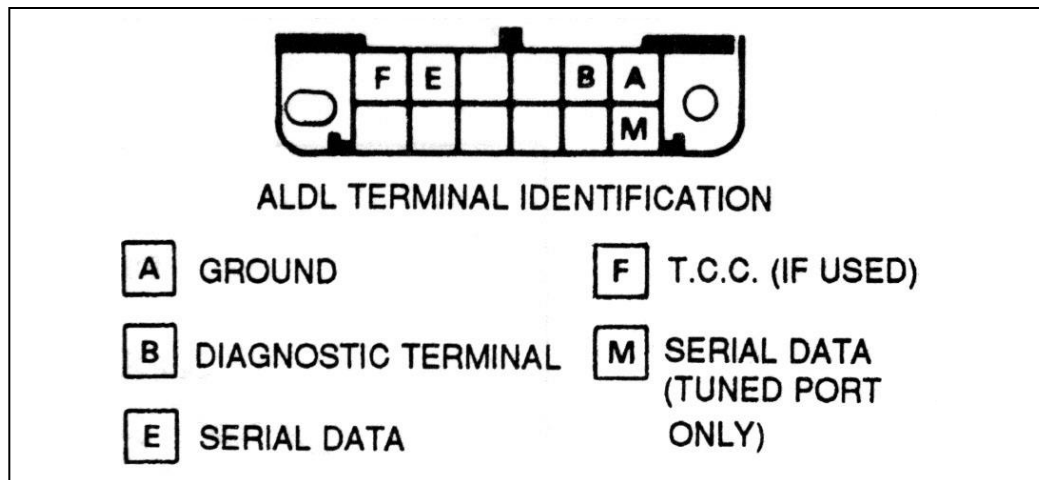 F E B A
M
ALDL TERMINAL IDENTIFICATION
A GROUND
B DIAGNOSTIC TERMINAL
E SERIAL DATA
F T.C.C. (IF USED)
M SERIAL DATA
(TUNED PORT
ONLY)